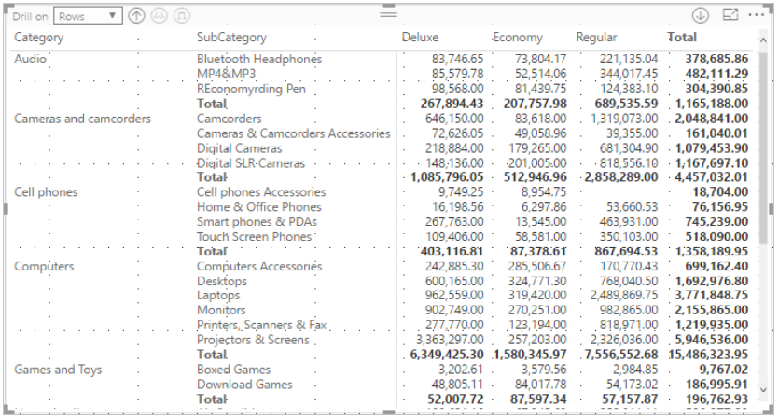 Drill on Rows
Category SubCategory Deluxe Economy Regular Total
Audio Bluetooth Headphones 83,746.65 73,804.17 221,135.04 378,685.86
MP4&MP3 85,579.78 52,514.06 344,017.45 482,111.29
REconomyrding Pen 98,568.00 81,439.75 124,383.10 304,390.85
Total 267,894.43 207,757.98 689,535.59 1,165,188.00
Cameras and camcorders Camcorders 646,150.00 83,618.00 1,319,073.00 2,048,841.00
Cameras & Camcorders Accessories 72,626.05 49,058.96 39,355.00 161,040.01
Digital Cameras 218,884.00 179,265.00 681,304.90 1,079,453.90
Digital SLR Cameras 148,136.00 201,005.00 818,556.10 1,167,697.10
Total 1,085,796.05 512,946.96 2,858,289.00 4,457,032.01
Cell phones Cell phones Accessories 9,749.25 8,954.75 18,704.00
Home & Office Phones 16,198.56 6,297.86 53,660.53 76,156.95
Smart phones & PDAs 267,763.00 13,545.00 463,931.00 745,239.00
Touch Screen Phones 109,406.00 58,581.00 350,103.00 518,090.00
Total 403,116.81 87,378.61 867,694.53 1,358,189.95
Computers Computers Accessories 242,885.30 285,506.67 170,770.43 699,162.40
Desktops 600,165.00 324,771.30 768,040.50 1,692,976.80
Laptops 962,559.00 319,420.00 2,489,869.75 3,771,848.75
Monitors 902,749.00 270,251.00 982,865.00 2,155,865.00
Printers, Scanners & Fax 277,770.00 123,194.00 818,971.00 1,219,935.00
Projectors & Screens 3,363,297.00 257,203.00 2,326,036.00 5,946,536.00
Total 6,349,425.30 1,580,345.97 7,556,552.68 15,486,323.95
Games and Toys Boxed Games 3,202.61 3,579.56 2,984.85 9,767.02
Download Games 48,805.11 84,017.78 54,173.02 186,995.91
Total 52,007.72 87,597.34 57,157.87 196,762.93